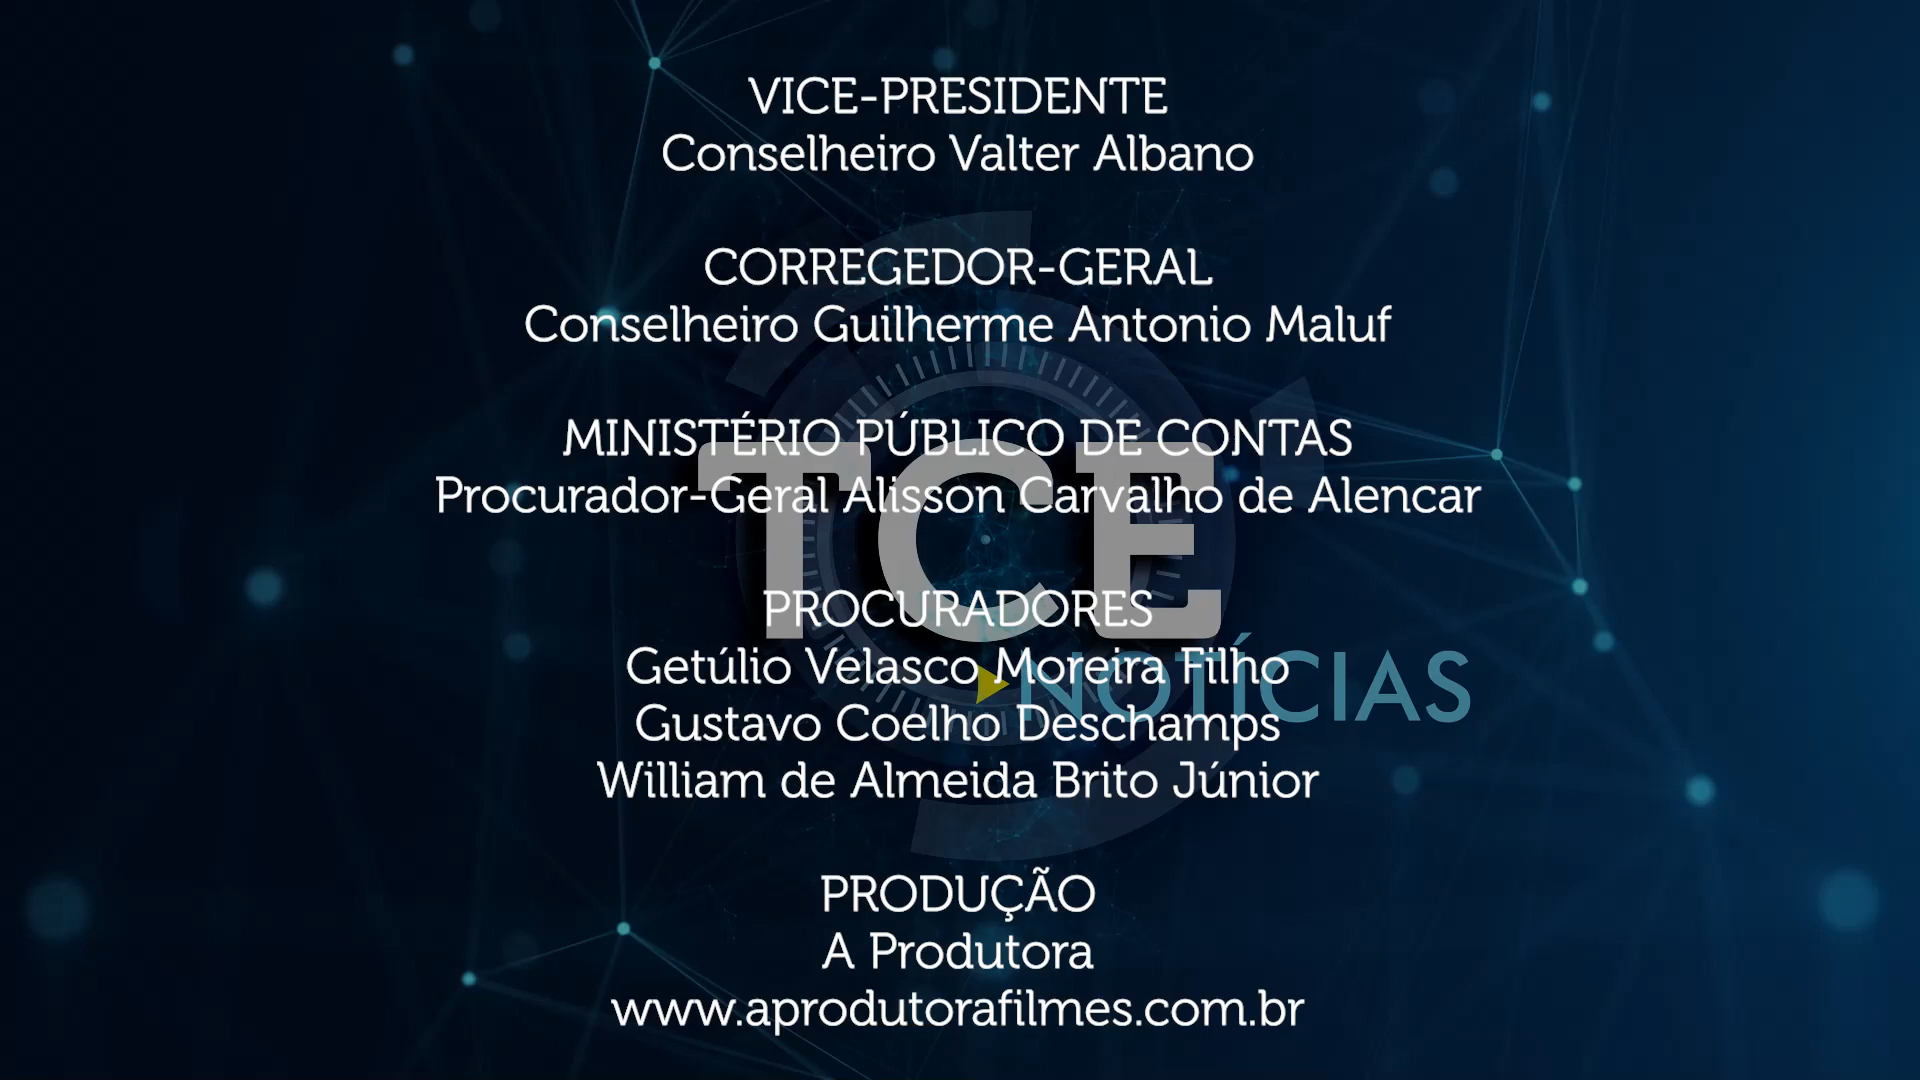 VICE-PRESIDENTE
Conselheiro Valter Albano
CORREGEDOR-GERAL
Conselheiro Guilherme Antonio Maluf
MINISTÉRIO PÚBLICO DE CONTAS
Procurador-Geral Alisson Carvalho de Alencar
TCE
PROCURADORES
Getúlio Velasco Moreira Filho
NOTÍCIAS
Gustavo Coelho Deschamps
William de Almeida Brito Júnior
PRODUÇÃO
A Produtora
www.aprodutorafilmes.com.br